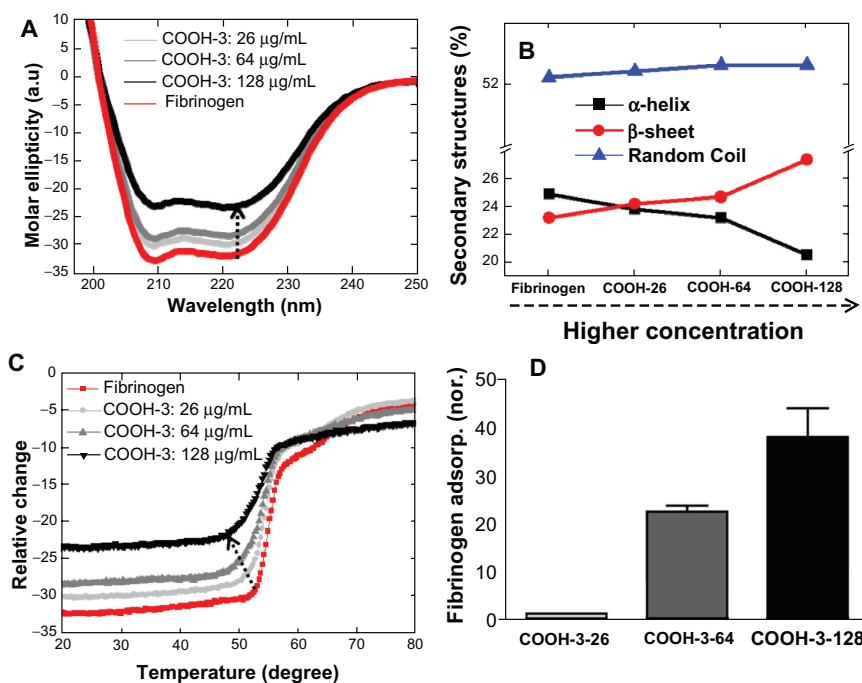 A
10
5
0
−5
−10
−15
−20
−25
−30
−35
Molar ellipticity (a.u)
COOH-3: 26 μg/mL
COOH-3: 64 μg/mL
COOH-3: 128 μg/mL
Fibrinogen
200 210 220 230 240 250
Wavelength (nm)
B
Secondary structures (%)
52
26
24
22
20
α-helix
β-sheet
Random Coil
Fibrinogen COOH-26 COOH-64 COOH-128
Higher concentration
C
0
−5
−10
−15
−20
−25
−30
−35
Relative change
Fibrinogen
COOH-3: 26 μg/mL
COOH-3: 64 μg/mL
COOH-3: 128 μg/mL
20 30 40 50 60 70 80
Temperature (degree)
D
50
40
30
20
10
0
Fibrinogen adsorp. (nor.)
COOH-3-26 COOH-3-64 COOH-3-128